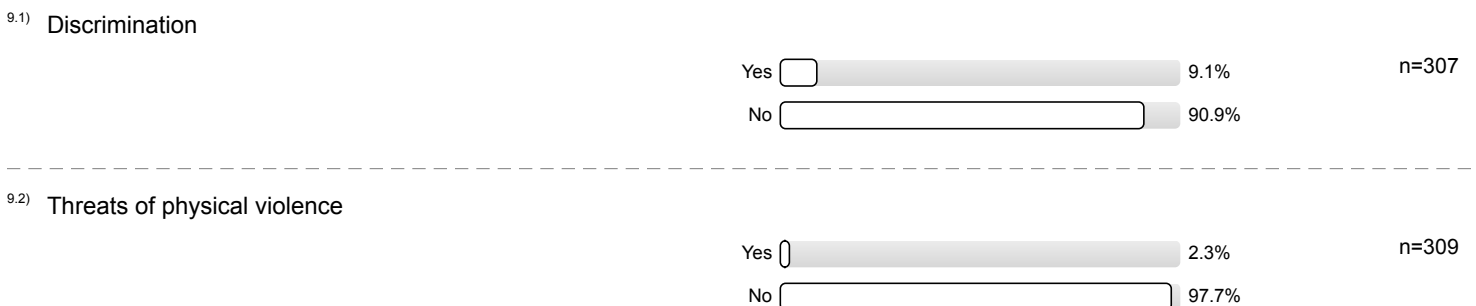 9.1) Discrimination
Yes 9.1% n=307
No 90.9%
9.2) Threats of physical violence
Yes 2.3% n=309
No 97.7%